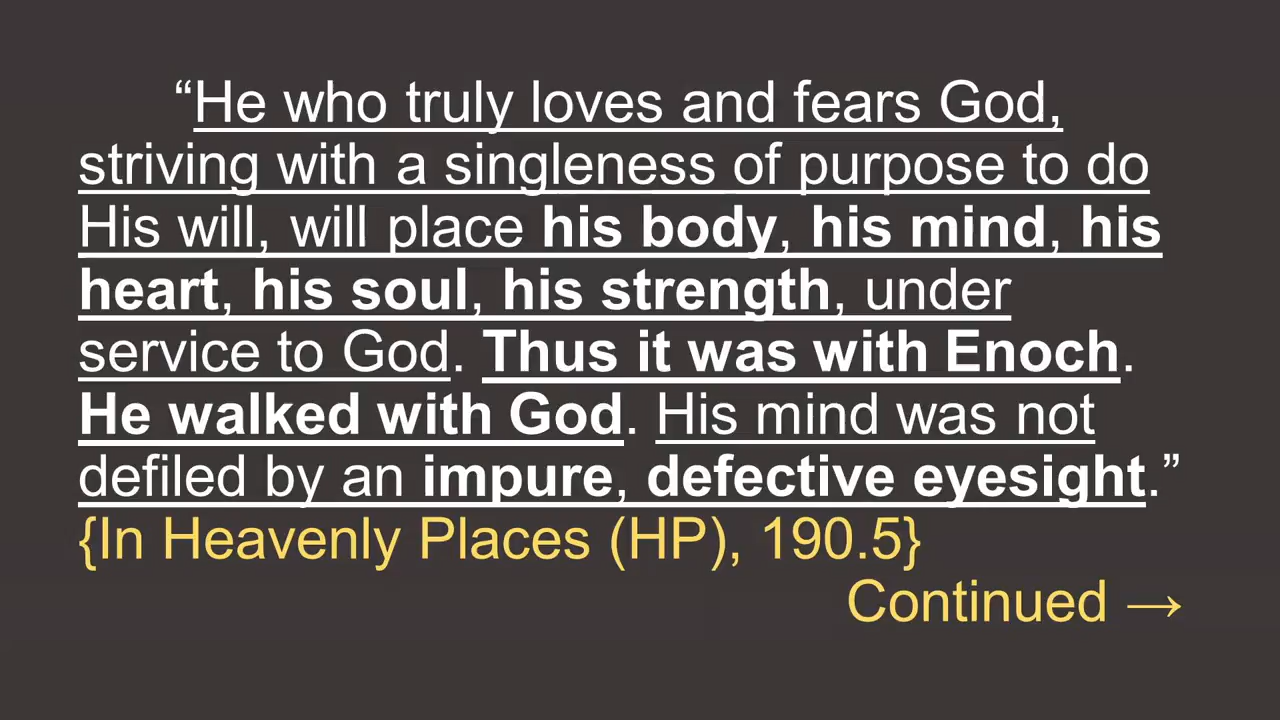 “He who truly loves and fears God,
striving with a singleness of purpose to do
His will, will place his body, his mind, his
heart, his soul, his strength, under
service to God. Thus it was with Enoch.
He walked with God. His mind was not
defiled by an impure, defective eyesight.”
{In Heavenly Places (HP), 190.5}
Continued →